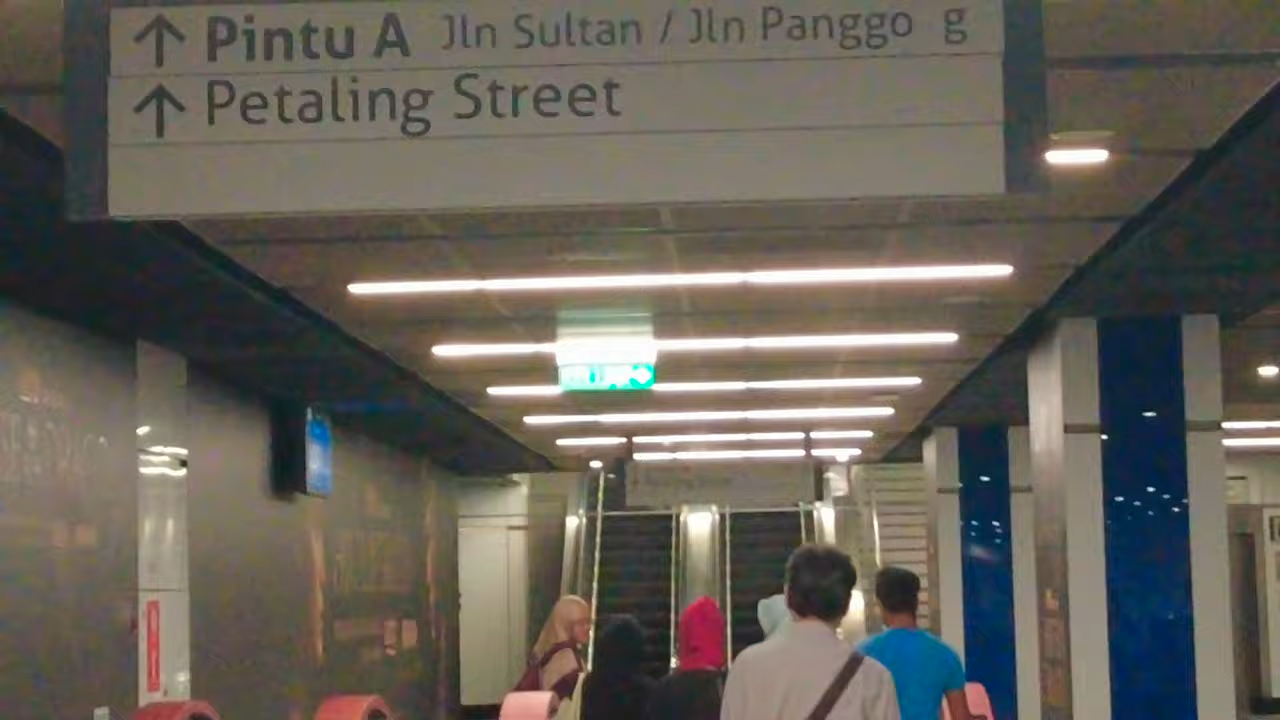 ↑ Pintu A Jln Sultan / Jln Panggo g
↑ Petaling Street